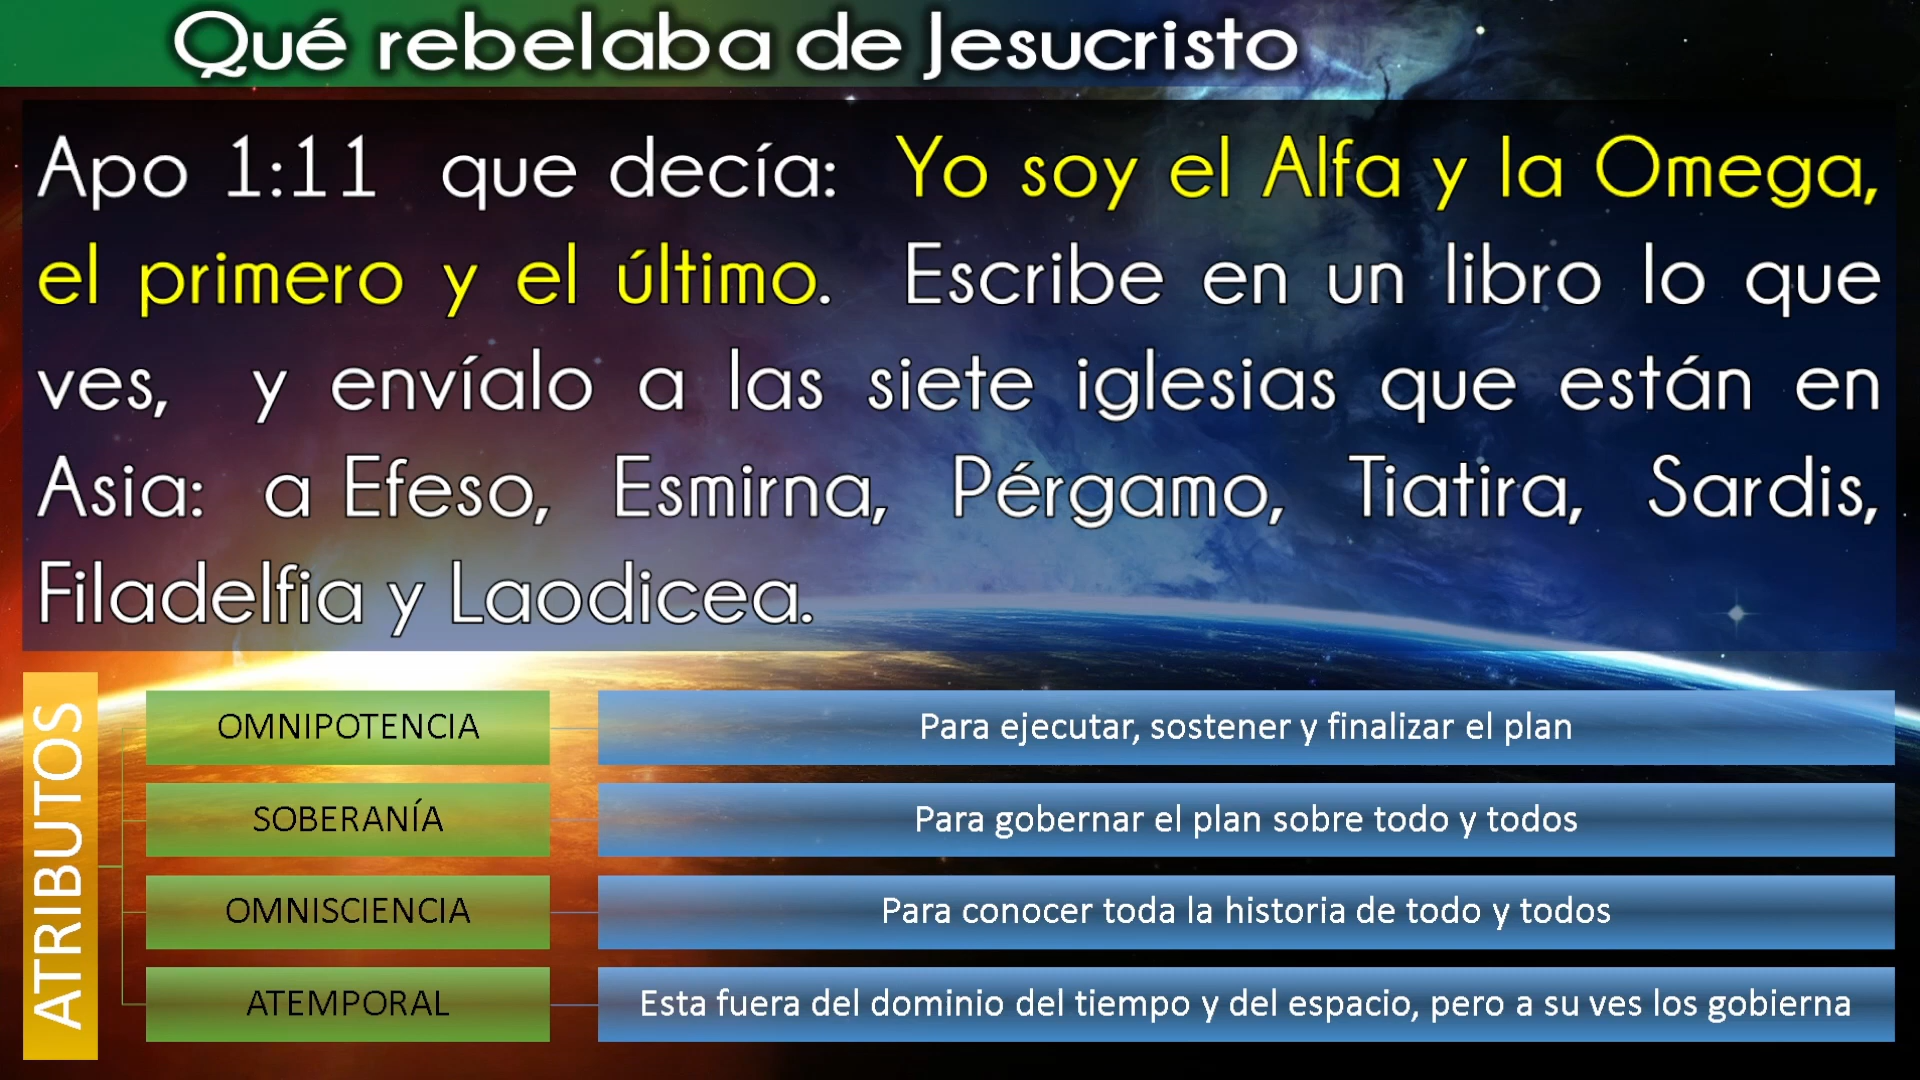 Qué rebelaba de Jesucristo
Apo 1:11 que decía: Yo soy el Alfa y la Omega,
el primero y el último. Escribe en un libro lo que
ves, y envíalo a las siete iglesias que están en
Asia: a Efeso, Esmirna, Pérgamo, Tiatira, Sardis,
Filadelfia y Laodicea.
ATRIBUTOS
OMNIPOTENCIA
Para ejecutar, sostener y finalizar el plan
SOBERANÍA
Para gobernar el plan sobre todo y todos
OMNISCIENCIA
Para conocer toda la historia de todo y todos
ATEMPORAL
Esta fuera del dominio del tiempo y del espacio, pero a su ves los gobierna